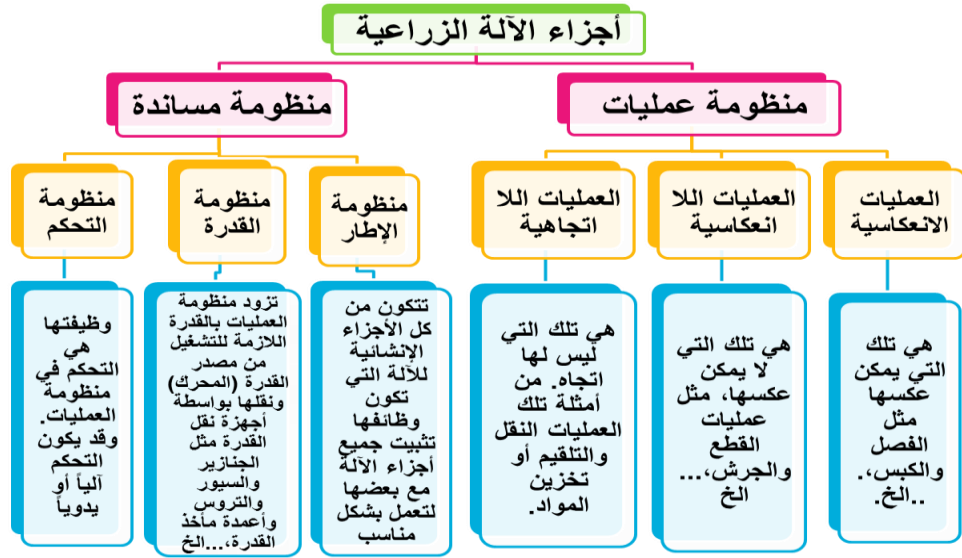 أجزاء الآلة الزراعية
منظومة عمليات
منظومة مساندة
العمليات
الانعكاسية
العمليات اللا
انعكاسية
العمليات اللا
اتجاهية
منظومة
الإطار
منظومة
القدرة
منظومة
التحكم
هي تلك
التي يمكن
عكسها
مثل
الفصل
والكبس،.
..الخ.
هي تلك التي
لا يمكن
عكسها، مثل
عمليات
القطع
والجرش،...
الخ
هي تلك التي
ليس لها
اتجاه. من
أمثلة تلك
العمليات النقل
والتلقيم أو
تخزين
المواد.
تتكون من
كل الأجزاء
الإنشائية
للآلة التي
تكون
وظائفها
تثبيت جميع
أجزاء الآلة
مع بعضها
لتعمل بشكل
مناسب
تزود منظومة
العمليات بالقدرة
اللازمة للتشغيل
من مصدر
القدرة (المحرك)
ونقلها بواسطة
أجهزة نقل
القدرة مثل
الجنازير
والسيور
والتروس
وأعمدة مأخذ
القدرة،...الخ
وظيفتها
هي
التحكم في
منظومة
العمليات.
وقد يكون
التحكم
آلياً أو
يدوياً